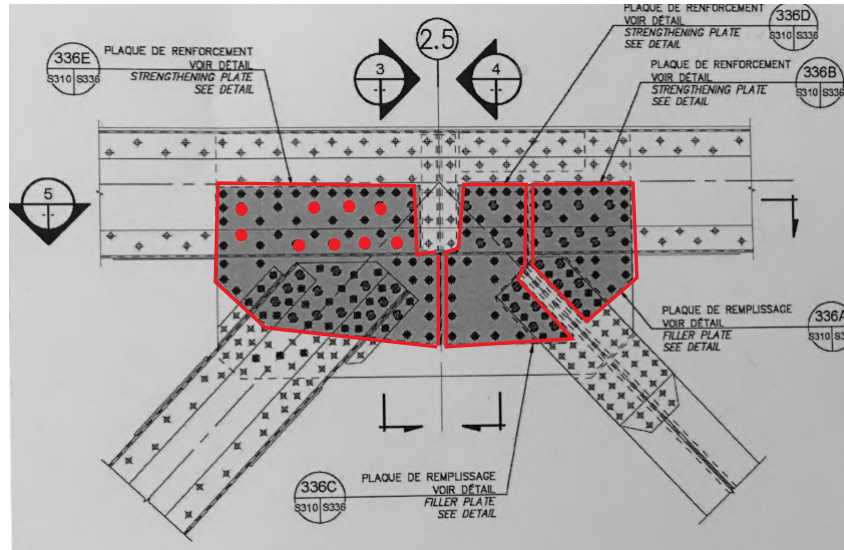 336E
S310 S336
PLAQUE DE RENFORCEMENT
VOIR DÉTAIL
STRENGTHENING PLATE
SEE DETAIL
3
2.5
4
PLAQUE DE RENFORCEMENT
VOIR DÉTAIL
STRENGTHENING PLATE
SEE DETAIL
336D
S310 S336
PLAQUE DE RENFORCEMENT
VOIR DÉTAIL
STRENGTHENING PLATE
SEE DETAIL
336B
S310 S336
5
PLAQUE DE REMPLISSAGE
VOIR DÉTAIL
FILLER PLATE
SEE DETAIL
336A
S310
336C
S310 S336
PLAQUE DE REMPLISSAGE
VOIR DÉTAIL
FILLER PLATE
SEE DETAIL